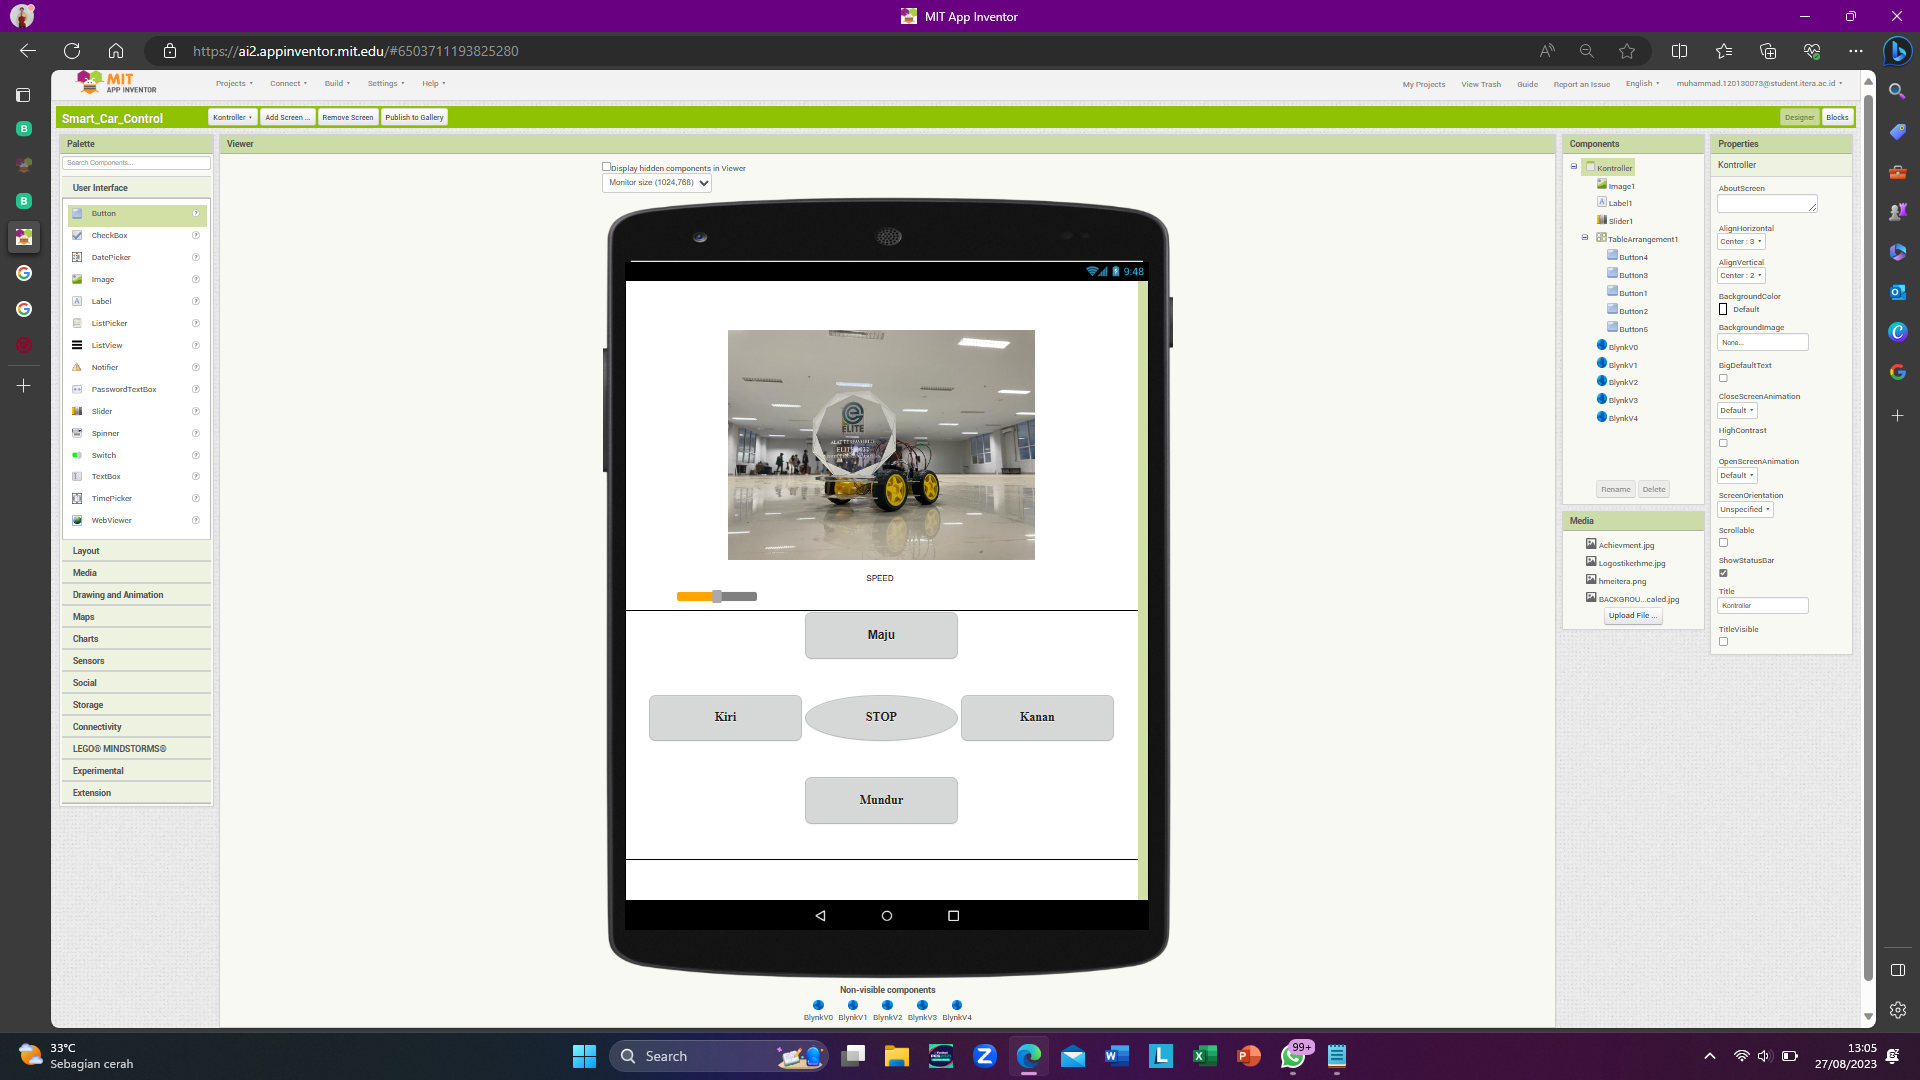 MIT App Inventor
https://ai2.appinventor.mit.edu/#6503711193825280
MIT
APP INVENTOR
Projects
Connect
Build
Settings
Help
My Projects
View Trash
Guide
Report an Issue
English
muhammad.120130073@student.itera.ac.id
Smart_Car_Control
Kontroller
Add Screen ...
Remove Screen
Publish to Gallery
Designer
Blocks
Palette
Search Components...
User Interface
Button
CheckBox
DatePicker
Image
Label
ListPicker
ListView
Notifier
PasswordTextBox
Slider
Spinner
Switch
TextBox
TimePicker
WebViewer
Layout
Media
Drawing and Animation
Maps
Charts
Sensors
Social
Storage
Connectivity
LEGO® MINDSTORMS®
Experimental
Extension
Viewer
Display hidden components in Viewer
Monitor size (1024,768)
9:48
ELITE
SPEED
Maju
Kiri
STOP
Kanan
Mundur
Non-visible components
BlynkV0
BlynkV1
BlynkV2
BlynkV3
BlynkV4
Components
Kontroller
Image1
Label1
Slider1
TableArrangement1
Button4
Button3
Button1
Button2
Button5
BlynkV0
BlynkV1
BlynkV2
BlynkV3
BlynkV4
Rename
Delete
Media
Achievment.jpg
Logostikerhme.jpg
hmeitera.png
BACKGROU...caled.jpg
Upload File ...
Properties
Kontroller
AboutScreen
AlignHorizontal
Center : 3
AlignVertical
Center : 2
BackgroundColor
Default
BackgroundImage
None...
BigDefaultText
CloseScreenAnimation
Default
HighContrast
OpenScreenAnimation
Default
ScreenOrientation
Unspecified
Scrollable
ShowStatusBar
Title
Kontroller
TitleVisible
33°C
Sebagian cerah
Search
99+
13:05
27/08/2023